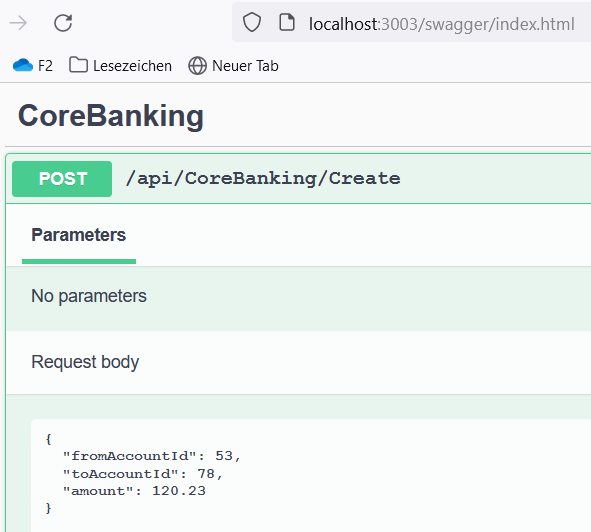 localhost:3003/swagger/index.html
F2 Lesezeichen Neuer Tab
CoreBanking
POST /api/CoreBanking/Create
Parameters
No parameters
Request body
{
  "fromAccountId": 53,
  "toAccountId": 78,
  "amount": 120.23
}